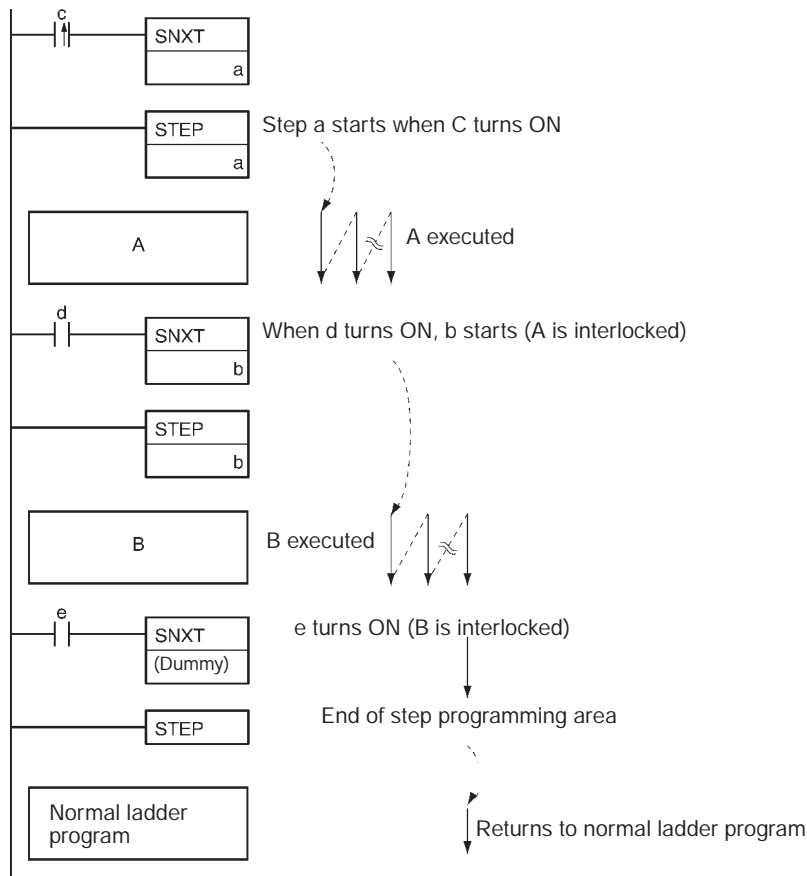 c
SNXT
a
STEP
a
Step a starts when C turns ON
A
A executed
d
SNXT
b
When d turns ON, b starts (A is interlocked)
STEP
b
B
B executed
e
SNXT
(Dummy)
e turns ON (B is interlocked)
STEP
End of step programming area
Normal ladder
program
Returns to normal ladder program